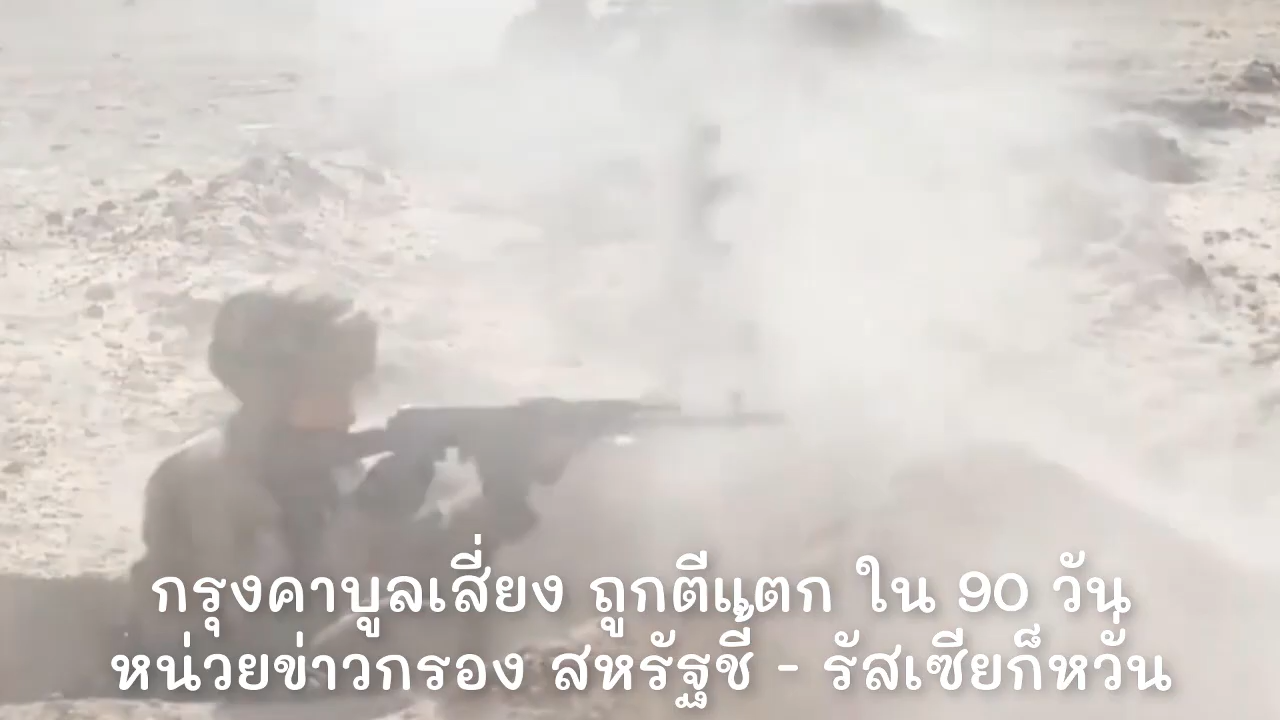 กรุงคาบูลเสี่ยง ถูกตีแตก ใน 90 วัน
หน่วยข่าวกรอง สหรัฐชี้ - รัสเซียก็หวั่น